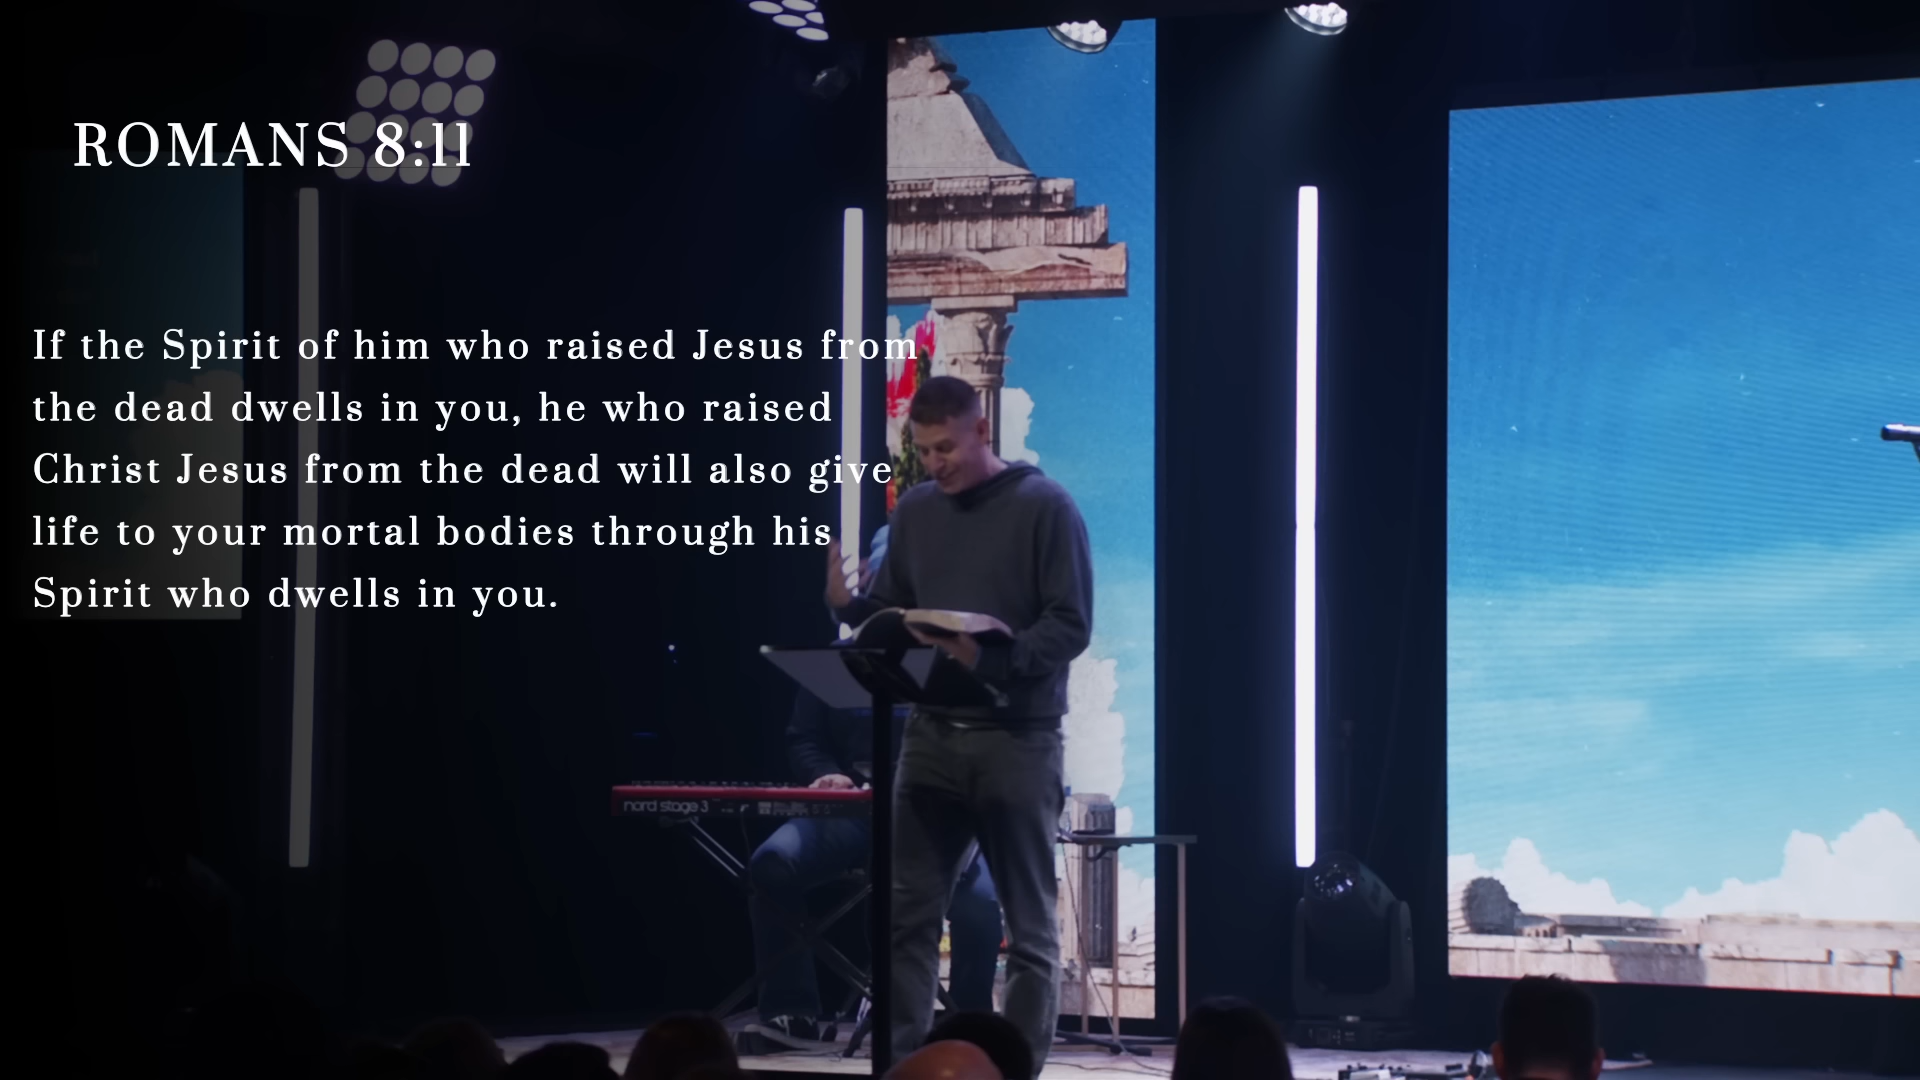 ROMANS 8:11
If the Spirit of him who raised Jesus from
the dead dwells in you, he who raised
Christ Jesus from the dead will also give
life to your mortal bodies through his
Spirit who dwells in you.
nord stage 3